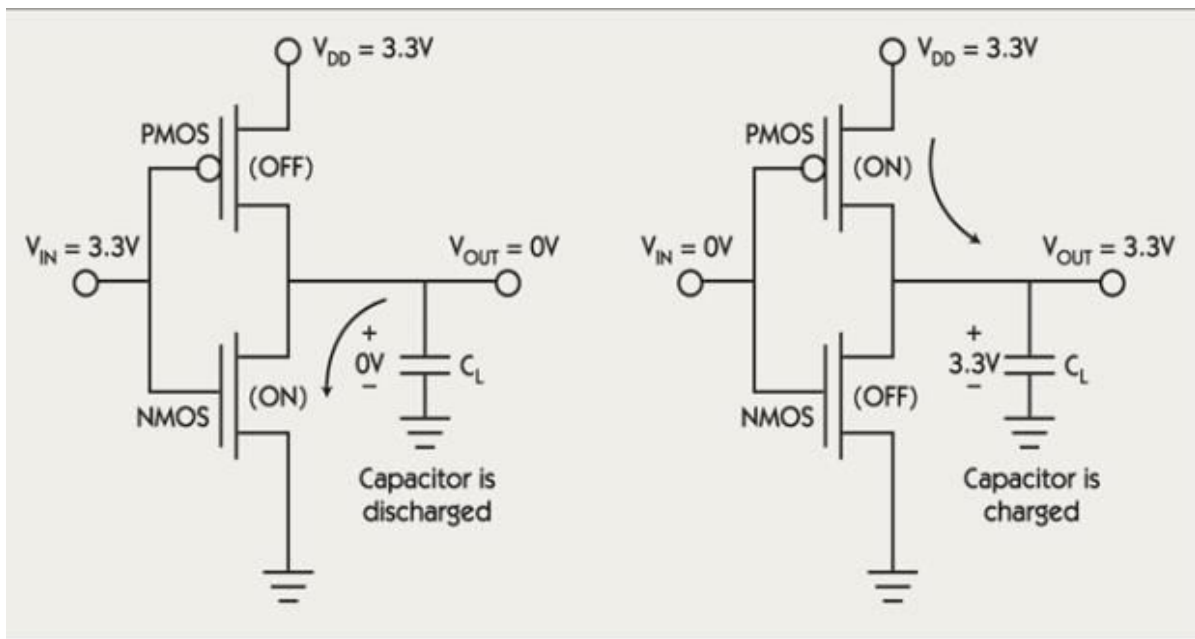 V_DD = 3.3V
PMOS
(OFF)
V_IN = 3.3V
V_OUT = 0V
+
0V
–
C_L
(ON)
NMOS
Capacitor is
discharged
V_DD = 3.3V
PMOS
(ON)
V_IN = 0V
V_OUT = 3.3V
+
3.3V
–
C_L
(OFF)
NMOS
Capacitor is
charged